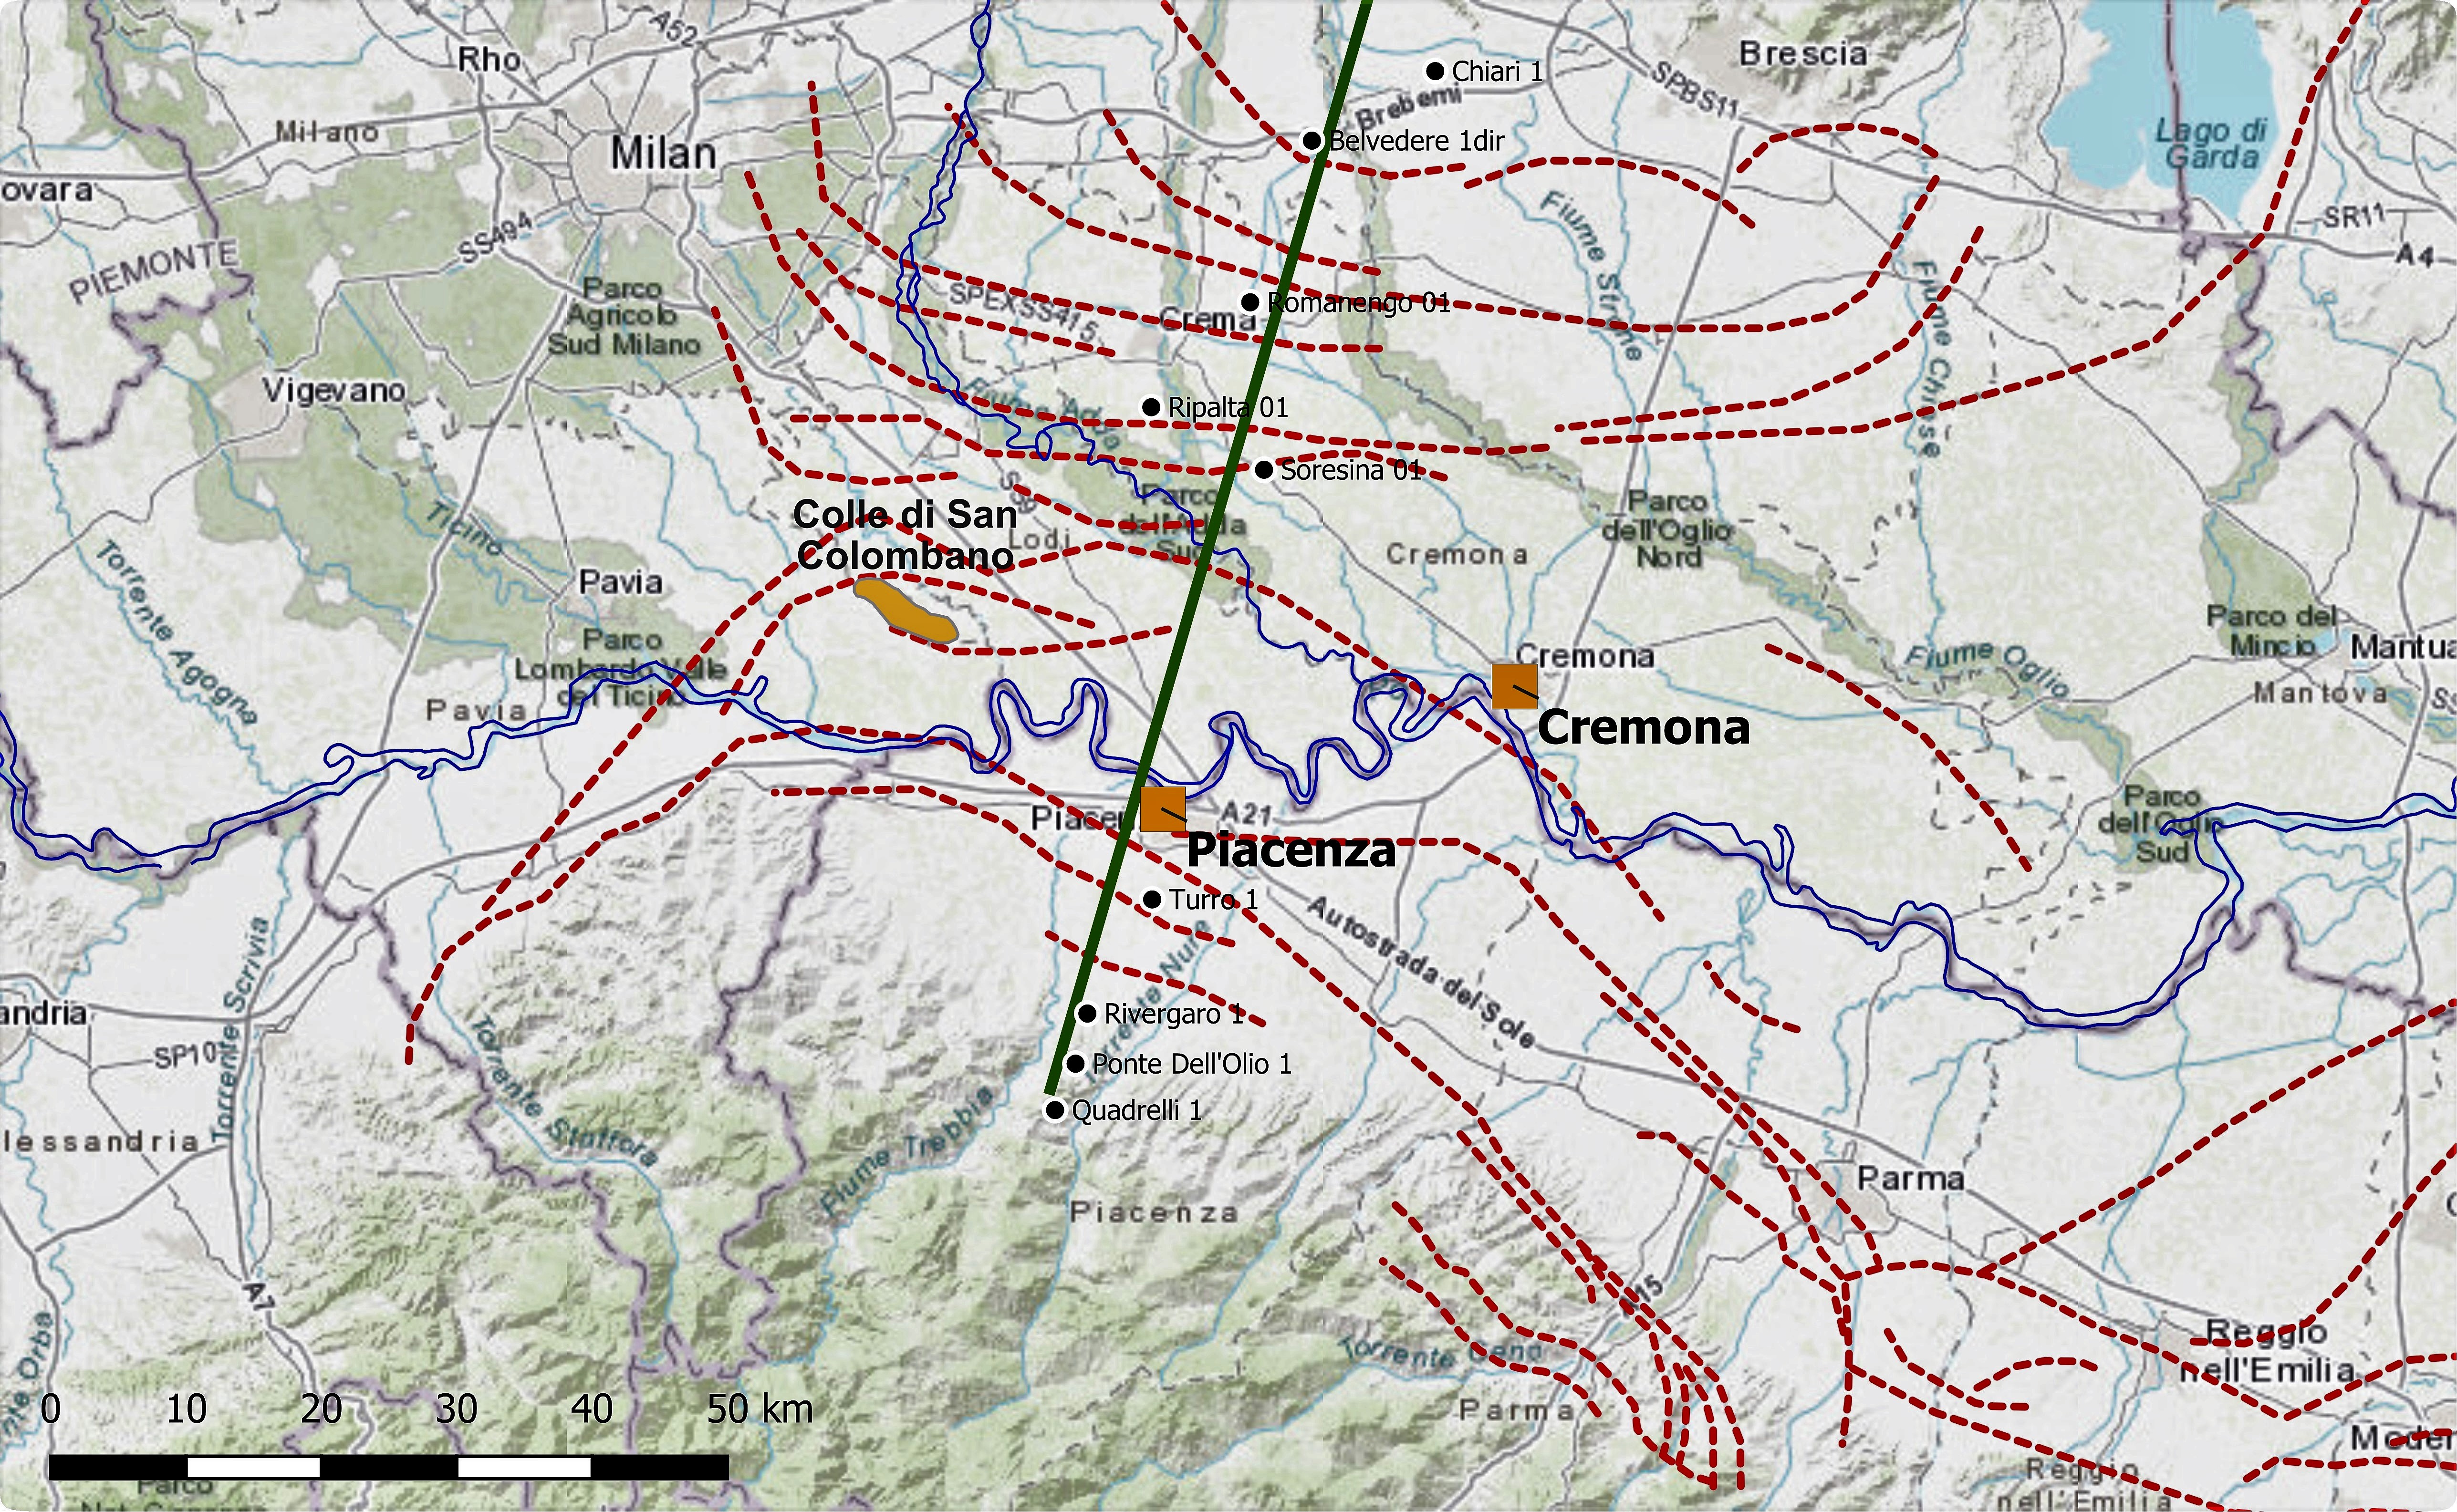 A52
Rho
Brescia
Chiari 1
SPBS11
Brebemi
Milano
Milan
Belvedere 1dir
Lago di
Garda
ovara
SR11
A4
SS494
PIEMONTE
Fiume Strone
Fiume Chiese
Parco
Agricolo
Sud Milano
SPEXSS415
Romanengo 01
Crema
Vigevano
Fiume Adda
Ripalta 01
Soresina 01
Colle di San
Colombano
Lodi
Parco
dell'Adda
Sud
Cremona
Parco
dell'Oglio
Nord
Ticino
Torrente Agogna
Pavia
Parco
Lombardo Valle
del Ticino
Pavia
Parco del
Mincio
Mantua
Cremona
Fiume Oglio
Mantova
Cremona
Piacen
A21
Piacenza
Parco
dell'Oglio
Sud
Turro 1
Autostrada del Sole
Torrente Nure
Torrente Scrivia
andria
Rivergaro 1
SP10
Ponte Dell'Olio 1
Quadrelli 1
Torrente Staffora
Fiume Trebbia
lessandria
Parma
Piacenza
A7
A15
Torrente Ceno
Reggio
nell'Emilia
Parma
0 10 20 30 40 50 km
Moder
Reggio
nell'Emilia
Parco